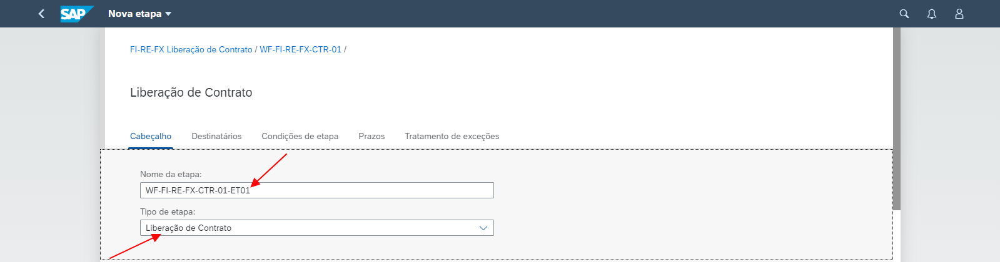 SAP Nova etapa
FI-RE-FX Liberação de Contrato / WF-FI-RE-FX-CTR-01 /
Liberação de Contrato
Cabeçalho Destinatários Condições de etapa Prazos Tratamento de exceções
Nome da etapa:
WF-FI-RE-FX-CTR-01-ET01
Tipo de etapa:
Liberação de Contrato